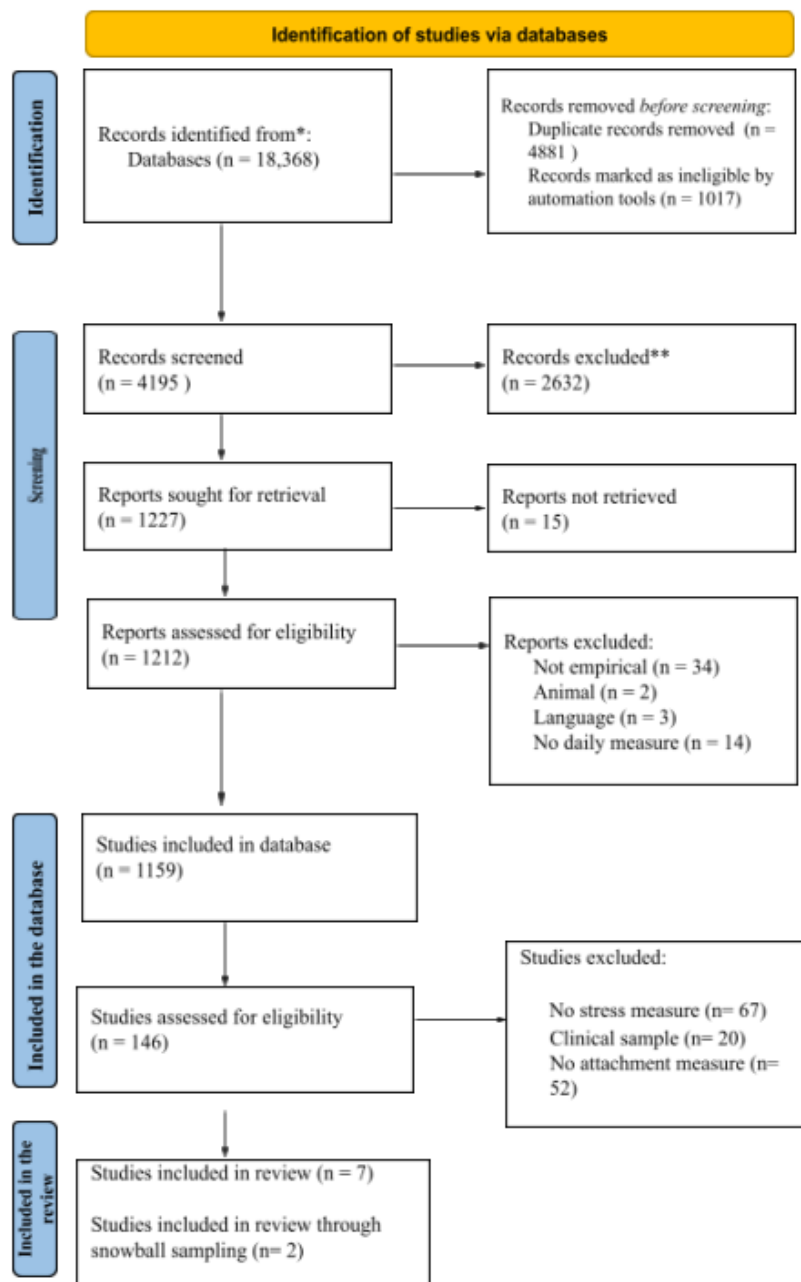 Identification of studies via databases
Identification
Records identified from*:
Databases (n = 18,368)
Records removed before screening:
Duplicate records removed (n =
4881 )
Records marked as ineligible by
automation tools (n = 1017)
Screening
Records screened
(n = 4195 )
Records excluded**
(n = 2632)
Reports sought for retrieval
(n = 1227)
Reports not retrieved
(n = 15)
Reports assessed for eligibility
(n = 1212)
Reports excluded:
Not empirical (n = 34)
Animal (n = 2)
Language (n = 3)
No daily measure (n = 14)
Included in the database
Studies included in database
(n = 1159)
Studies assessed for eligibility
(n = 146)
Studies excluded:
No stress measure (n= 67)
Clinical sample (n= 20)
No attachment measure (n=
52)
Included in the
review
Studies included in review (n = 7)
Studies included in review through
snowball sampling (n= 2)